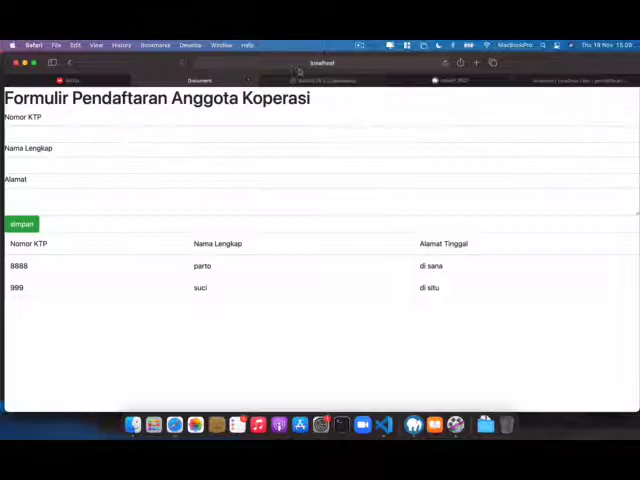 Safari File Edit View History Bookmarks Develop Window Help MacBookPro Thu 18 Nov 15.09
localhost
Document
Formulir Pendaftaran Anggota Koperasi
Nomor KTP
Nama Lengkap
Alamat
simpan
Nomor KTP Nama Lengkap Alamat Tinggal
8888 parto di sana
999 suci di situ